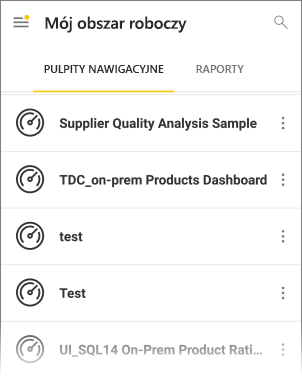 Mój obszar roboczy
PULPITY NAWIGACYJNE RAPORTY
Supplier Quality Analysis Sample
TDC_on-prem Products Dashboard
test
Test
UI_SQL14 On-Prem Product Rati...